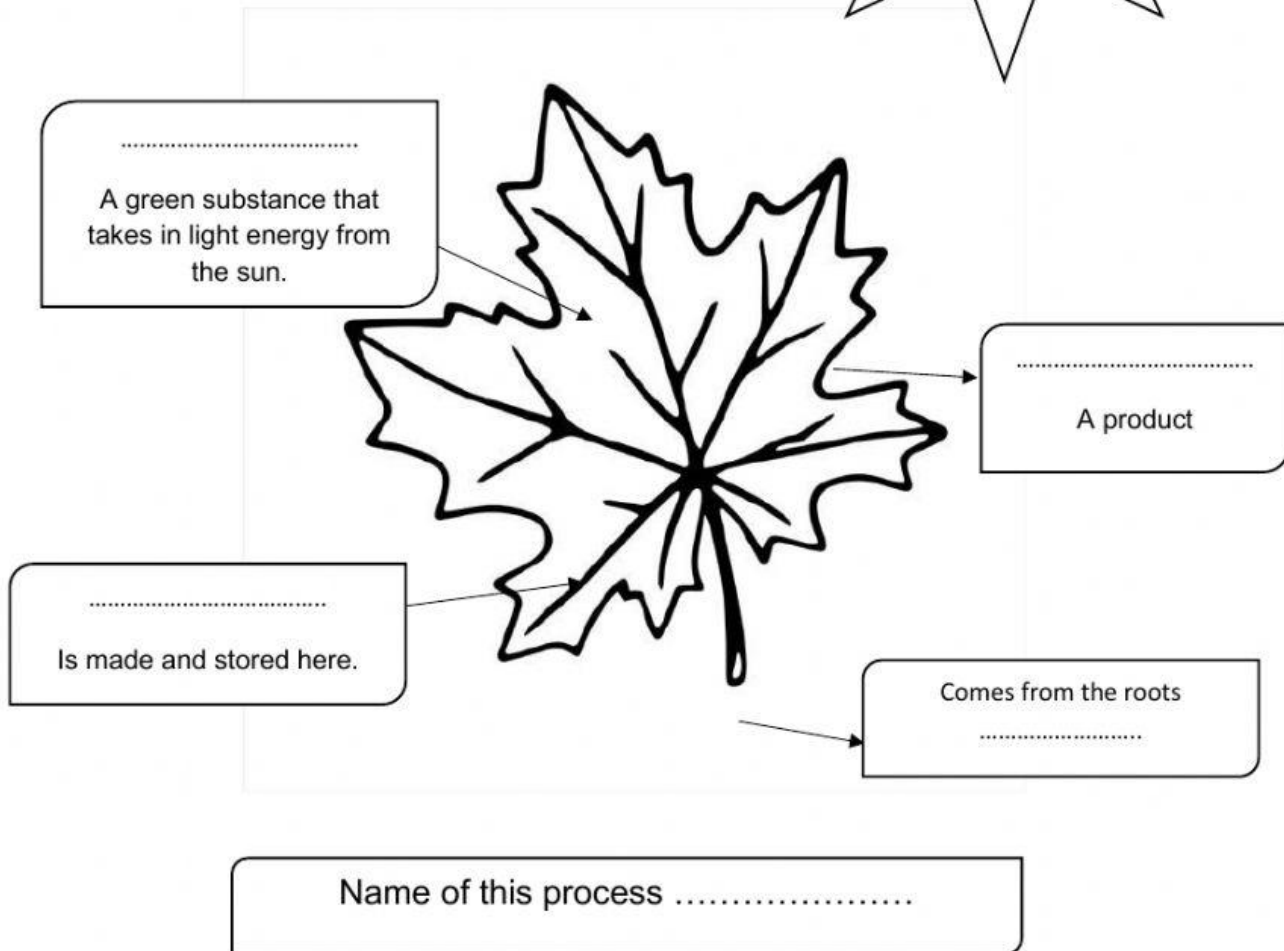 .......................................
A green substance that
takes in light energy from
the sun.
.......................................
A product
.......................................
Is made and stored here.
Comes from the roots
..........................
Name of this process ......................